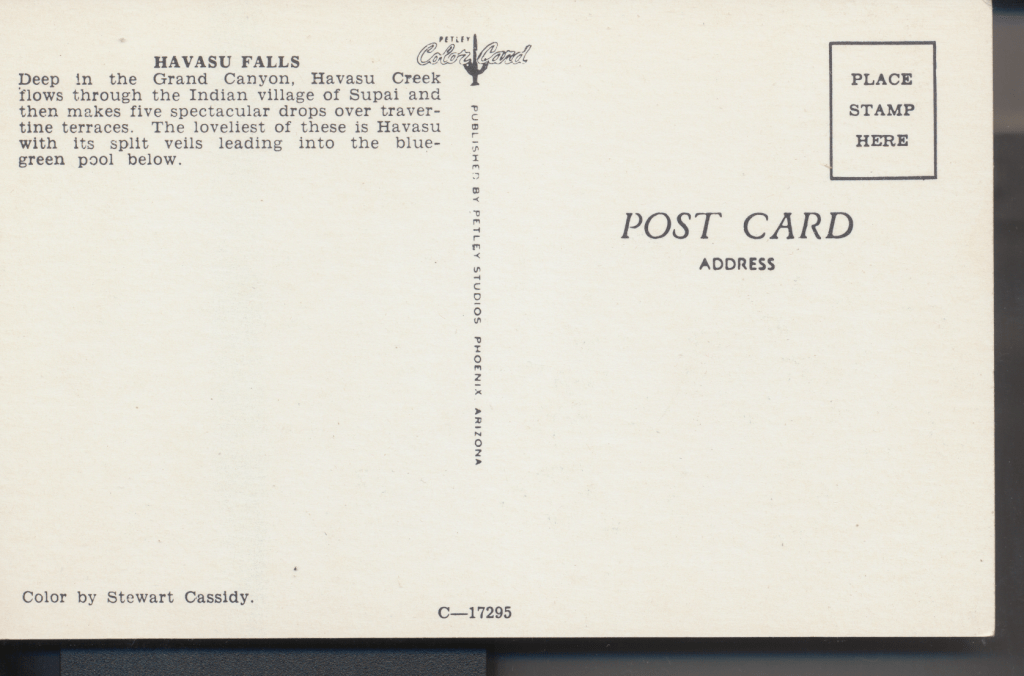 HAVASU FALLS
Deep in the Grand Canyon, Havasu Creek
flows through the Indian village of Supai and
then makes five spectacular drops over traver-
tine terraces. The loveliest of these is Havasu
with its split veils leading into the blue-
green pool below.
Color by Stewart Cassidy.
PETLEY
Color Card
PUBLISHED BY PETLEY STUDIOS PHOENIX ARIZONA
C—17295
PLACE
STAMP
HERE
POST CARD
ADDRESS